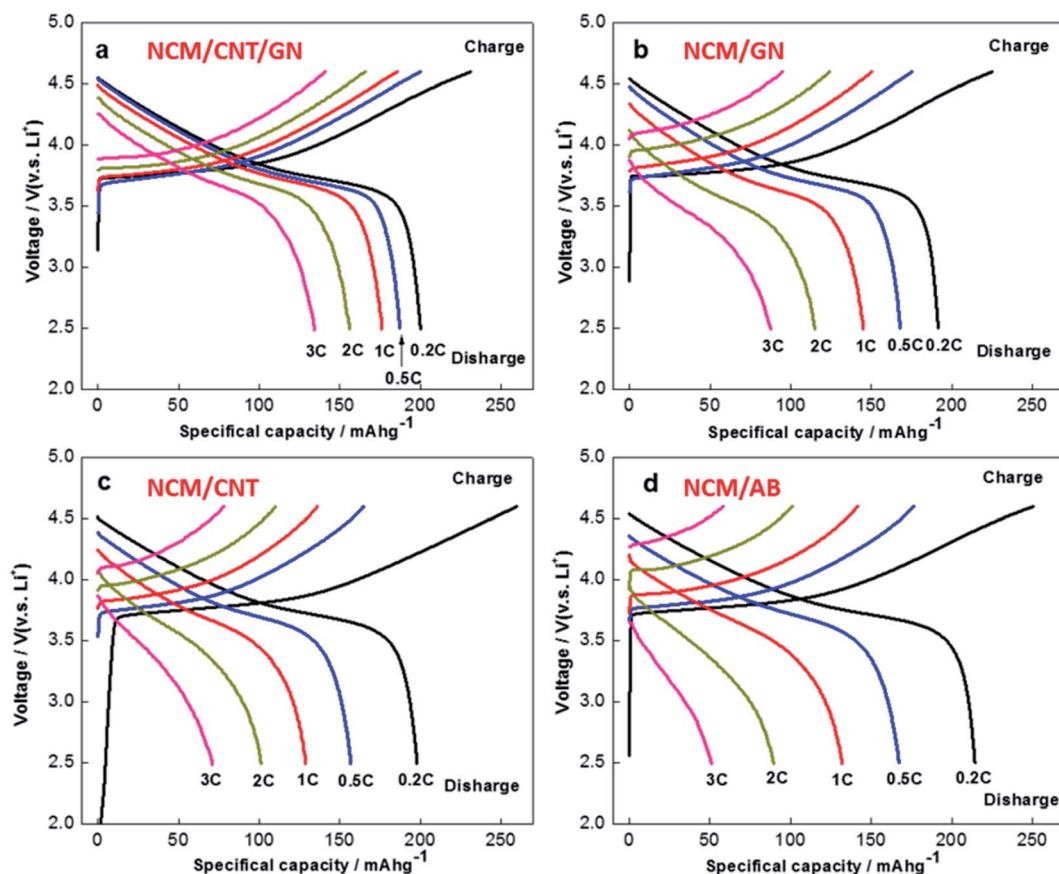 a NCM/CNT/GN
Charge
5.0
4.5
4.0
3.5
3.0
2.5
2.0
Voltage / V(v.s. Li⁺)
3C 2C 1C 0.2C
0.5C
Disharge
0 50 100 150 200 250
Specifical capacity / mAhg⁻¹
b NCM/GN
Charge
5.0
4.5
4.0
3.5
3.0
2.5
2.0
Voltage / V(v.s. Li⁺)
3C 2C 1C 0.5C 0.2C
Disharge
0 50 100 150 200 250
Specifical capacity / mAhg⁻¹
c NCM/CNT
Charge
5.0
4.5
4.0
3.5
3.0
2.5
2.0
Voltage / V(v.s. Li⁺)
3C 2C 1C 0.5C 0.2C
Disharge
0 50 100 150 200 250
Specifical capacity / mAhg⁻¹
d NCM/AB
Charge
5.0
4.5
4.0
3.5
3.0
2.5
2.0
Voltage / V(v.s. Li⁺)
3C 2C 1C 0.5C 0.2C
Disharge
0 50 100 150 200 250
Specifical capacity / mAhg⁻¹